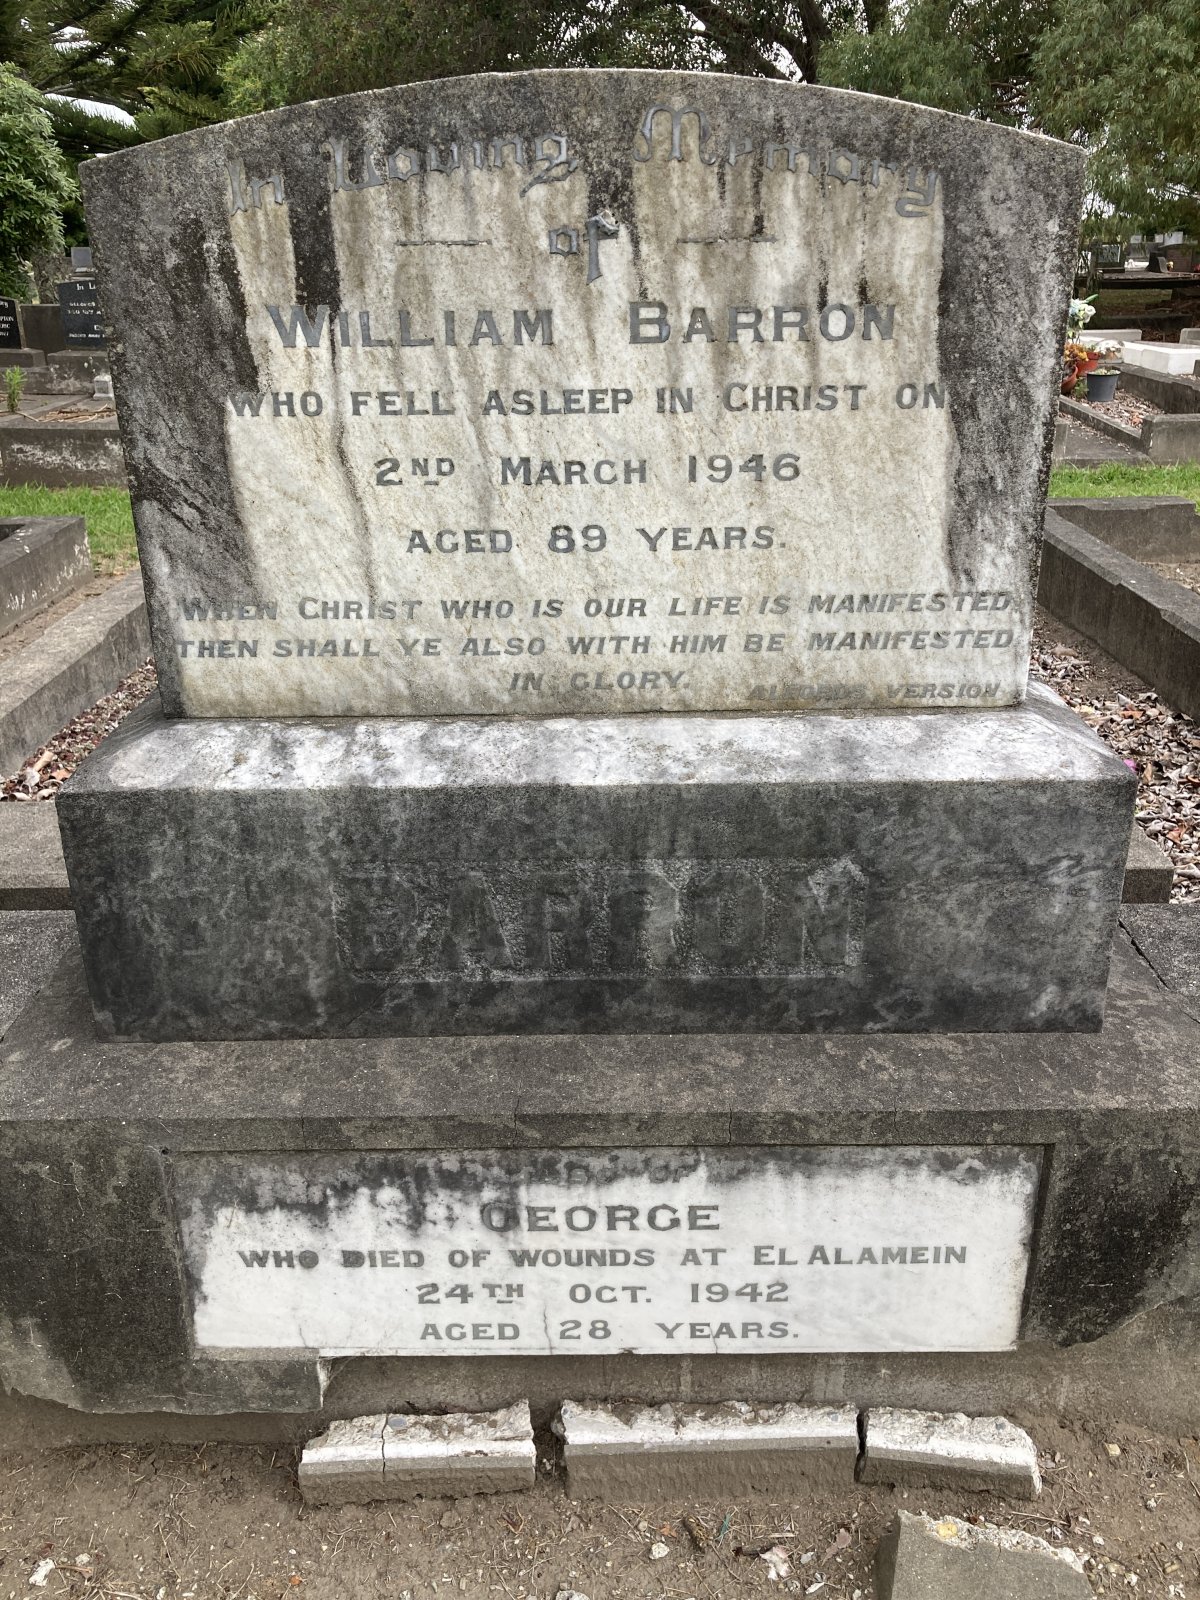 In Loving Memory
of
WILLIAM BARRON
WHO FELL ASLEEP IN CHRIST ON
2ND MARCH 1946
AGED 89 YEARS.
WHEN CHRIST WHO IS OUR LIFE IS MANIFESTED,
THEN SHALL YE ALSO WITH HIM BE MANIFESTED
IN GLORY. ALFORDS VERSION
BARRON
GEORGE
WHO DIED OF WOUNDS AT EL ALAMEIN
24TH OCT. 1942
AGED 28 YEARS.